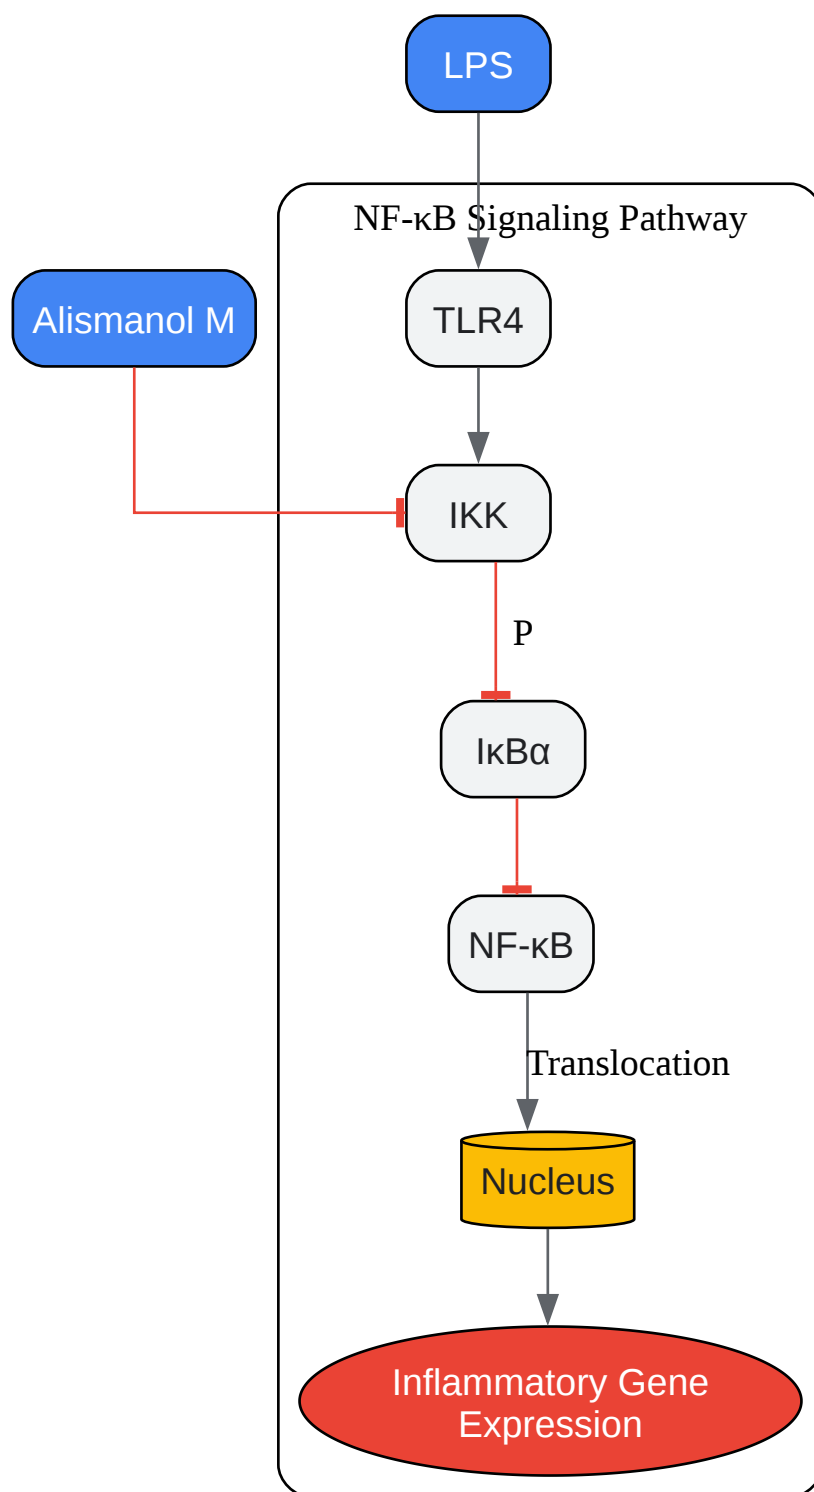 LPS
NF-κB Signaling Pathway
Alismanol M
TLR4
IKK
P
IκBα
NF-κB
Translocation
Nucleus
Inflammatory Gene
Expression